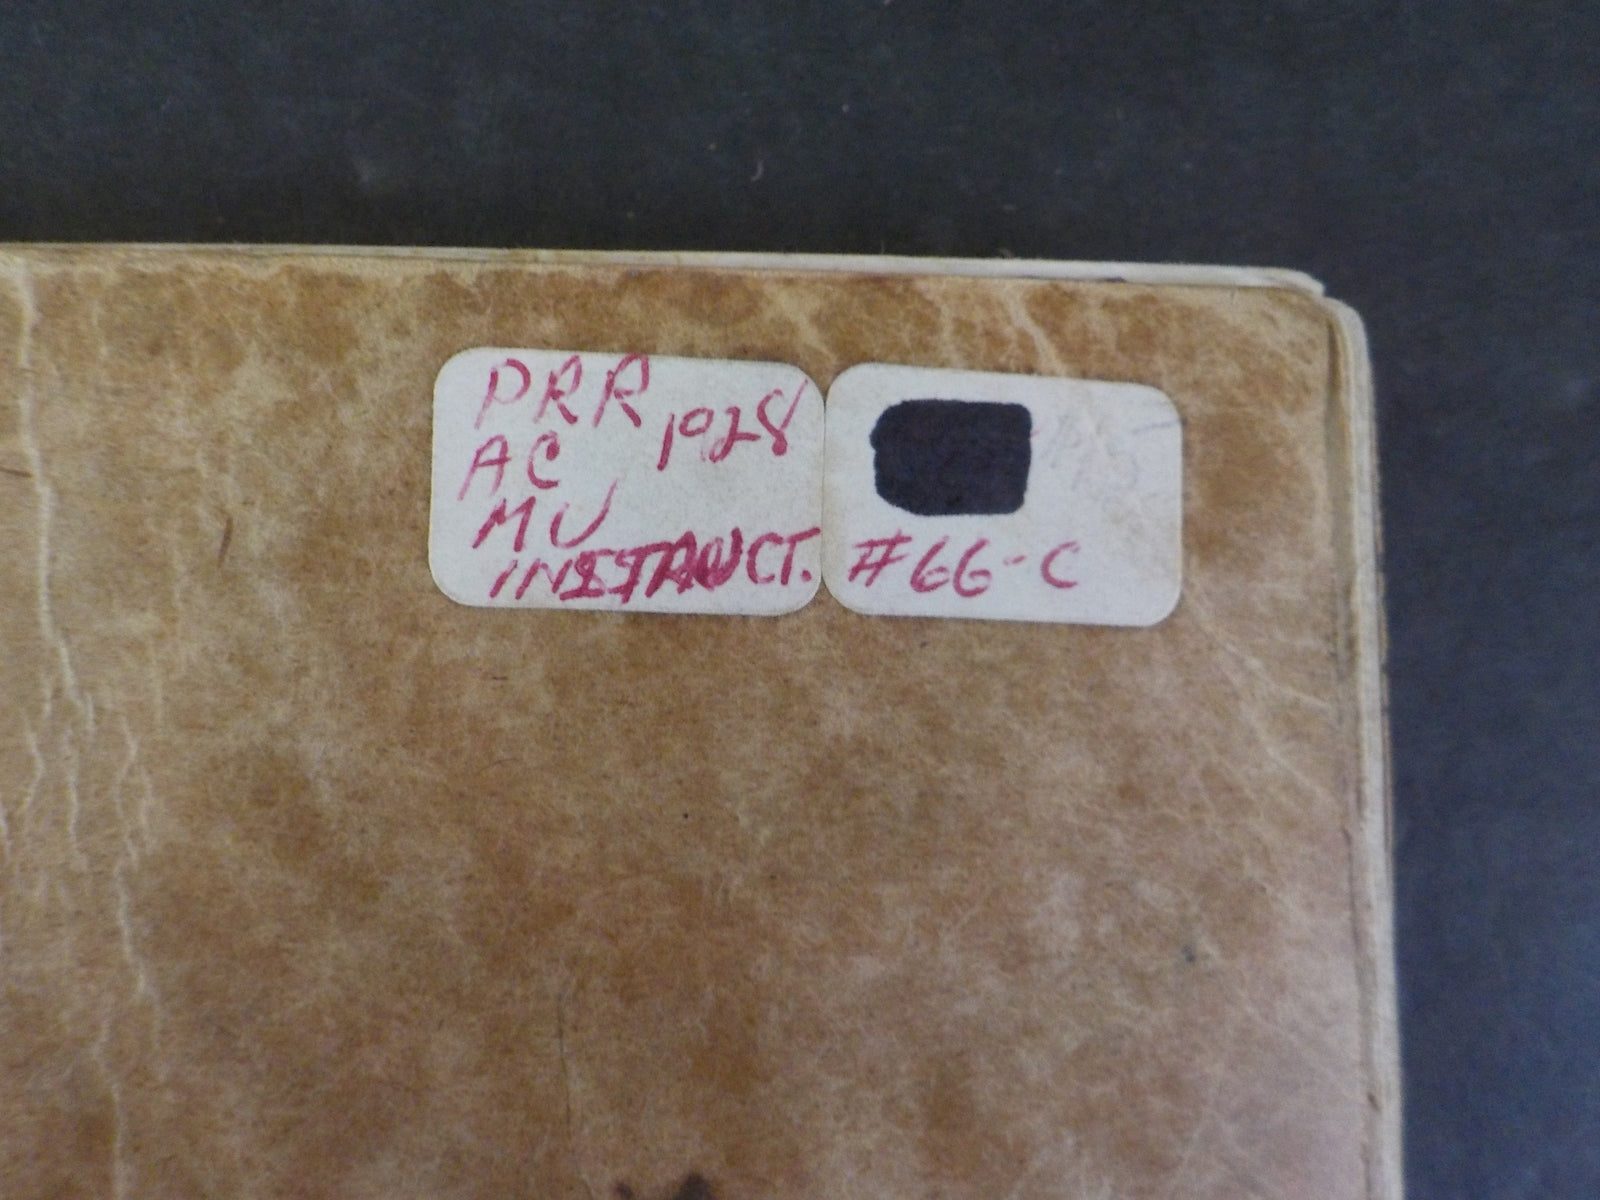 PRR
1928
AC
MU
INSTRUCT.
#66-C